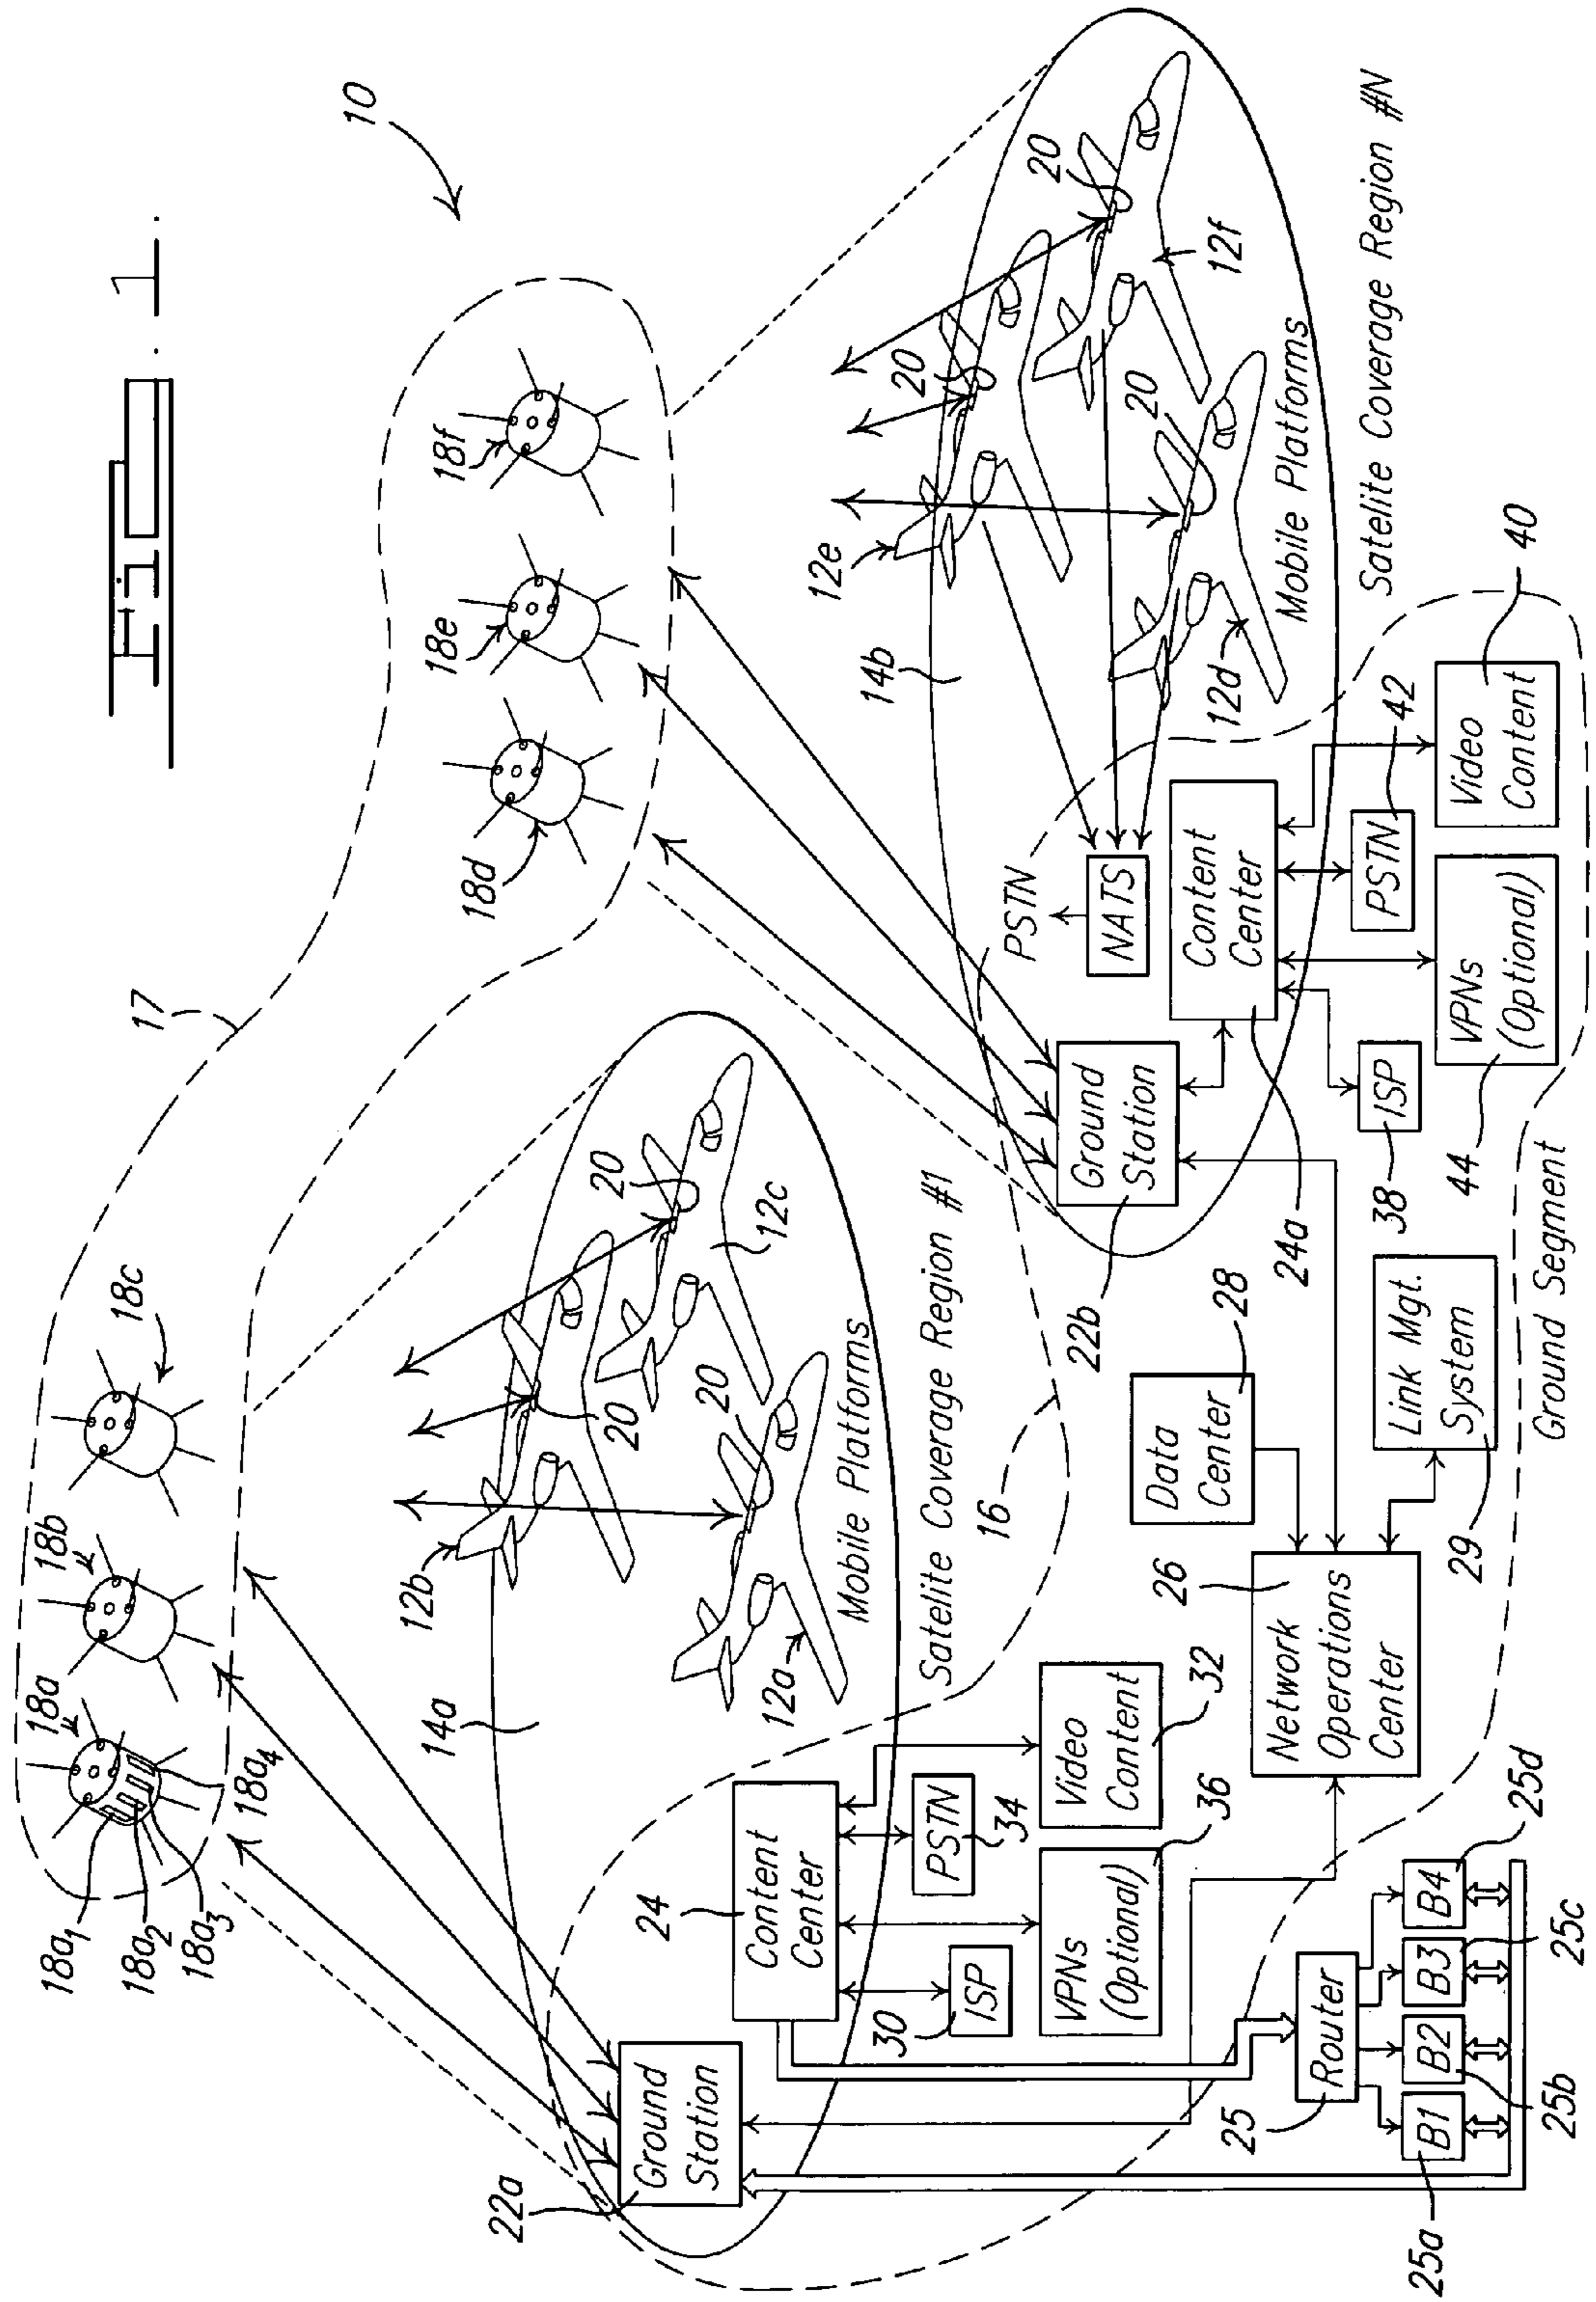 Fig. 1.
10
17
18a
18b
18c
18a1
18a2
18a3
18a4
18d
18e
18f
14a
12b
20
20
20
12c
12a
Mobile Platforms
Satellite Coverage Region #1
16
22a
Ground
Station
24
Content
Center
30
ISP
PSTN
34
VPNs
(Optional)
36
Video
Content
32
25
Router
B1
B2
B3
B4
25a
25b
25c
25d
26
Network
Operations
Center
Data
Center
28
Link Mgt.
System
29
Ground Segment
14b
12e
20
20
20
12f
12d
Mobile Platforms
Satellite Coverage Region #N
PSTN
NATS
22b
Ground
Station
Content
Center
24a
ISP
38
VPNs
(Optional)
44
PSTN
42
Video
Content
40